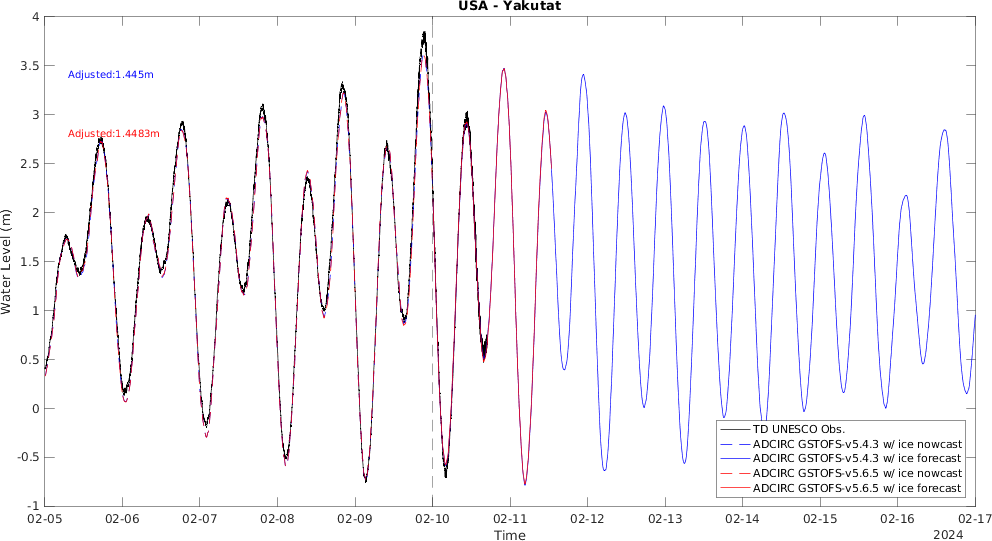 USA - Yakutat
4
3.5
3
2.5
2
1.5
1
0.5
0
-0.5
-1
Water Level (m)
Adjusted:1.445m
Adjusted:1.4483m
TD UNESCO Obs.
ADCIRC GSTOFS-v5.4.3 w/ ice nowcast
ADCIRC GSTOFS-v5.4.3 w/ ice forecast
ADCIRC GSTOFS-v5.6.5 w/ ice nowcast
ADCIRC GSTOFS-v5.6.5 w/ ice forecast
02-05 02-06 02-07 02-08 02-09 02-10 02-11 02-12 02-13 02-14 02-15 02-16 02-17
Time
2024